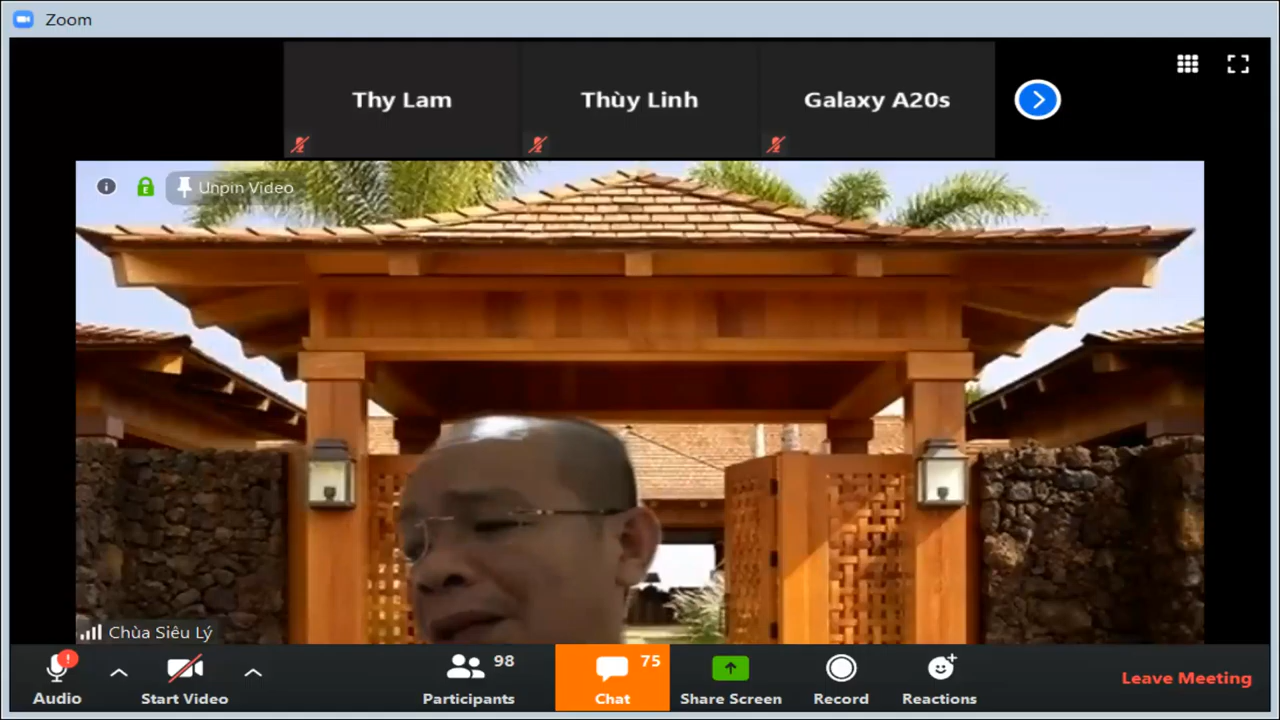 Zoom
Thy Lam
Thùy Linh
Galaxy A20s
Unpin Video
Chùa Siêu Lý
98
75
Audio
Start Video
Participants
Chat
Share Screen
Record
Reactions
Leave Meeting